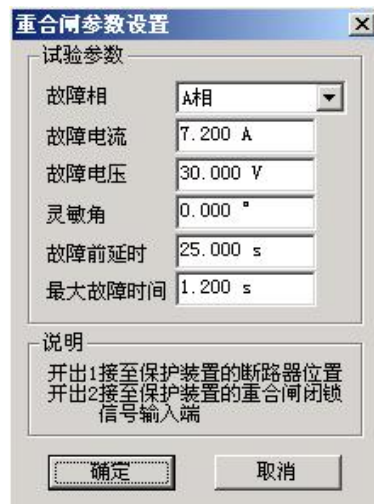 重合闸参数设置
试验参数
故障相 A相
故障电流 7.200 A
故障电压 30.000 V
灵敏角 0.000 °
故障前延时 25.000 s
最大故障时间 1.200 s
说明
开出1接至保护装置的断路器位置
开出2接至保护装置的重合闸闭锁
信号输入端
确定 取消